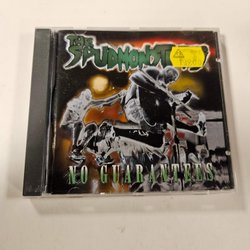 THE
SPUDMONSTERS
NO GUARANTEES